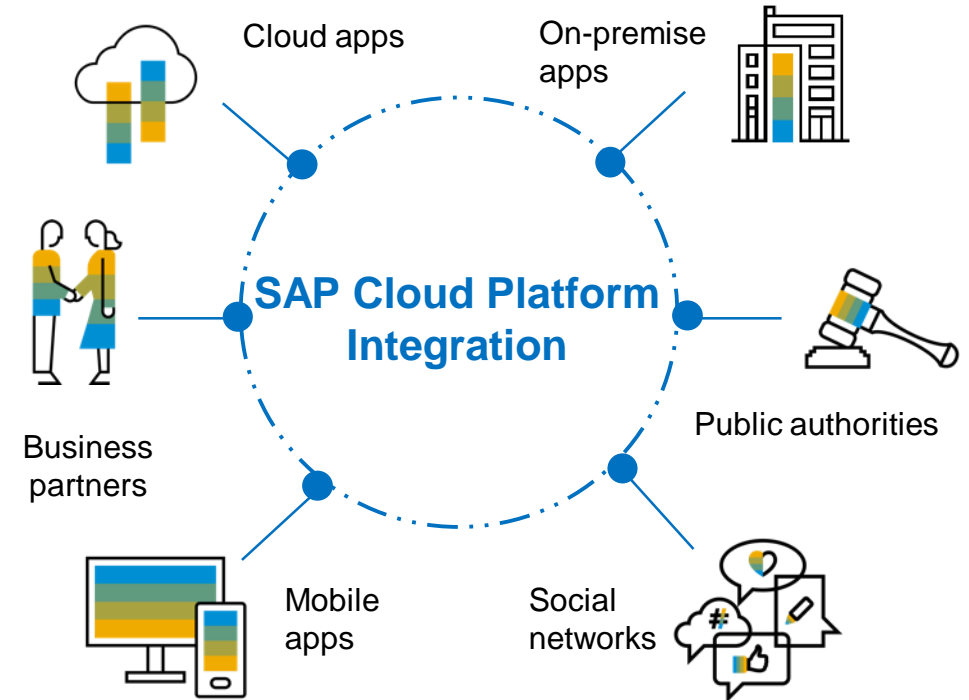 Cloud apps
On-premise
apps
SAP Cloud Platform
Integration
Public authorities
Business
partners
Mobile
apps
Social
networks
#